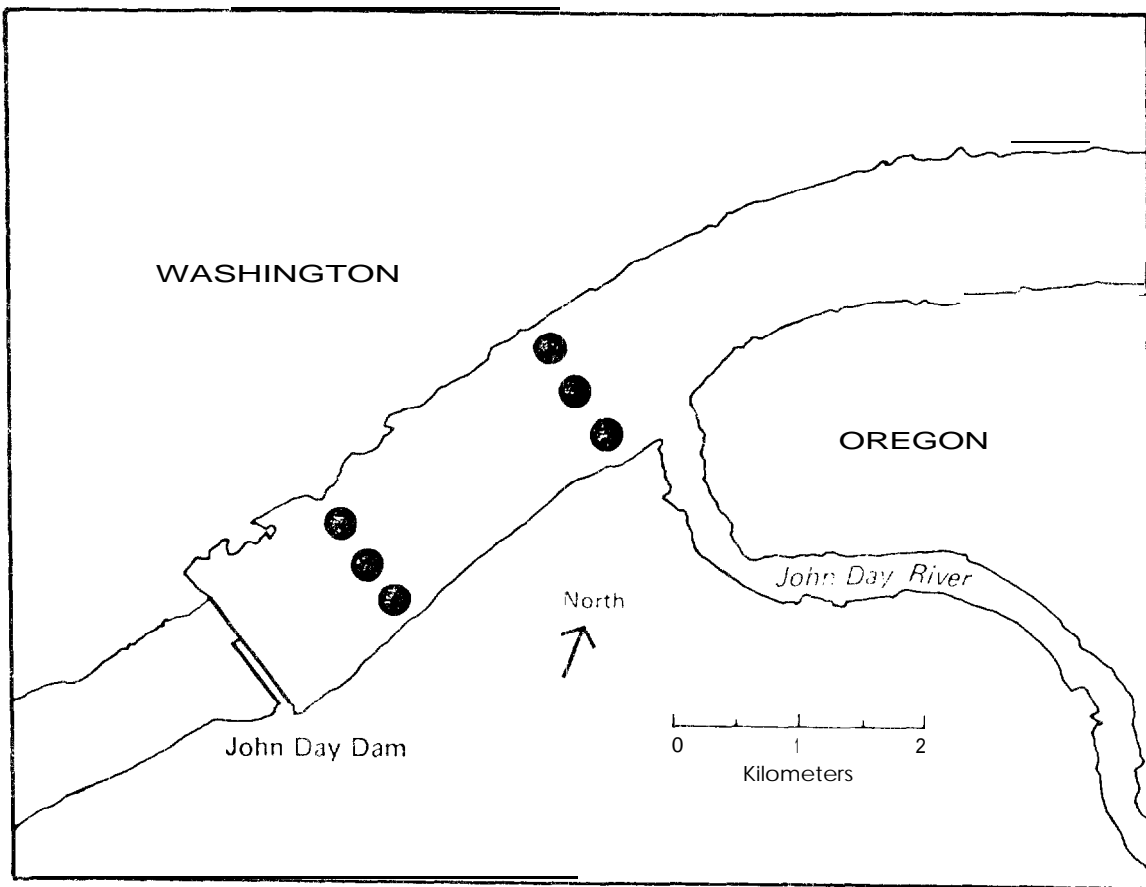 WASHINGTON
OREGON
John Day River
North
John Day Dam
0 1 2
Kilometers